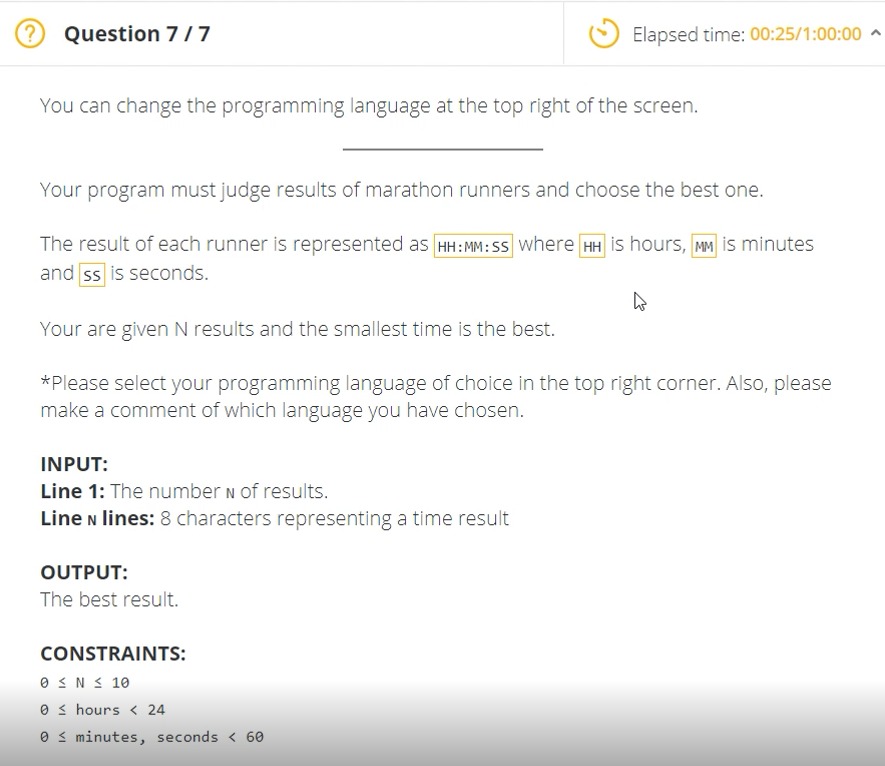 Question 7 / 7
Elapsed time: 00:25/1:00:00
You can change the programming language at the top right of the screen.
Your program must judge results of marathon runners and choose the best one.
The result of each runner is represented as HH:MM:SS where HH is hours, MM is minutes
and SS is seconds.
Your are given N results and the smallest time is the best.
*Please select your programming language of choice in the top right corner. Also, please
make a comment of which language you have chosen.
INPUT:
Line 1: The number N of results.
Line N lines: 8 characters representing a time result
OUTPUT:
The best result.
CONSTRAINTS:
0 ≤ N ≤ 10
0 ≤ hours < 24
0 ≤ minutes, seconds < 60